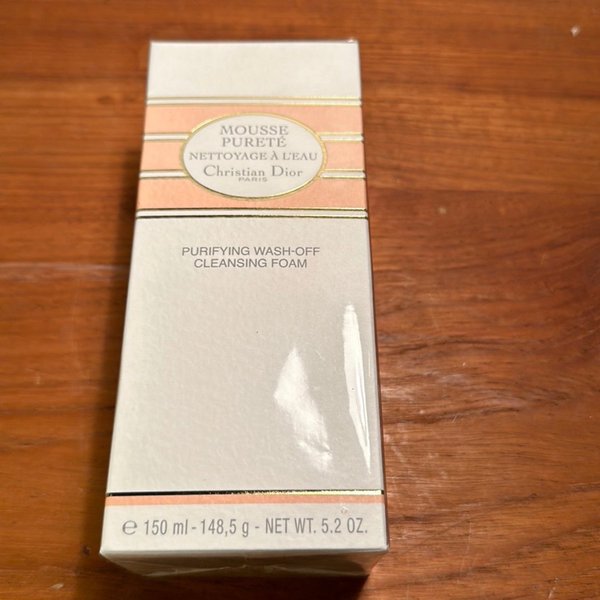 MOUSSE
PURETÉ
NETTOYAGE À L'EAU
Christian Dior
PARIS
PURIFYING WASH-OFF
CLEANSING FOAM
℮ 150 ml - 148,5 g - NET WT. 5.2 OZ.